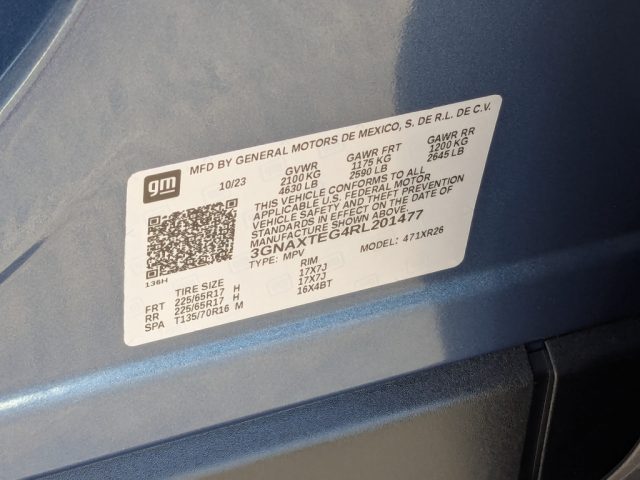 gm
MFD BY GENERAL MOTORS DE MEXICO, S. DE R.L. DE C.V.
10/23 GVWR GAWR FRT GAWR RR
2100 KG 1175 KG 1200 KG
4630 LB 2590 LB 2645 LB
THIS VEHICLE CONFORMS TO ALL
APPLICABLE U.S. FEDERAL MOTOR
VEHICLE SAFETY AND THEFT PREVENTION
STANDARDS IN EFFECT ON THE DATE OF
MANUFACTURE SHOWN ABOVE.
3GNAXTEG4RL201477
TYPE: MPV MODEL: 471XR26
136H
TIRE SIZE RIM
FRT 225/65R17 H 17X7J
RR 225/65R17 H 17X7J
SPA T135/70R16 M 16X4BT